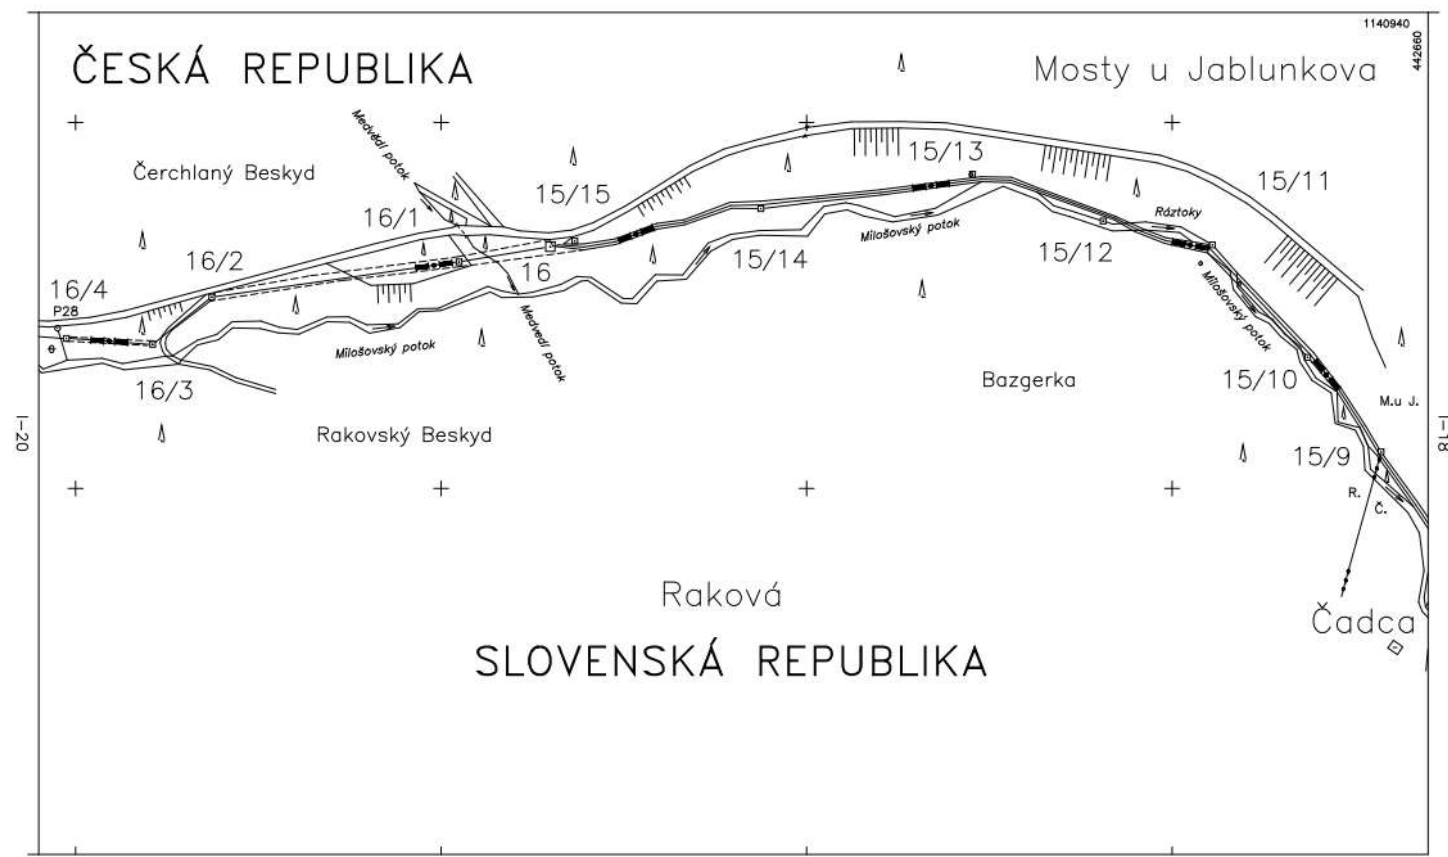 1140940
442660
ČESKÁ REPUBLIKA
Mosty u Jablunkova
Medvědí potok
15/13
Čerchlaný Beskyd
15/11
15/15
16/1
Ráztoky
Milošovský potok
15/12
15/14
16/2
16
16/4
P28
Milošovský potok
Medvedí potok
Milošovský potok
15/10
Bazgerka
16/3
M.u J.
I-20
I-18
Rakovský Beskyd
15/9
R.
Č.
Raková
Čadca
SLOVENSKÁ REPUBLIKA